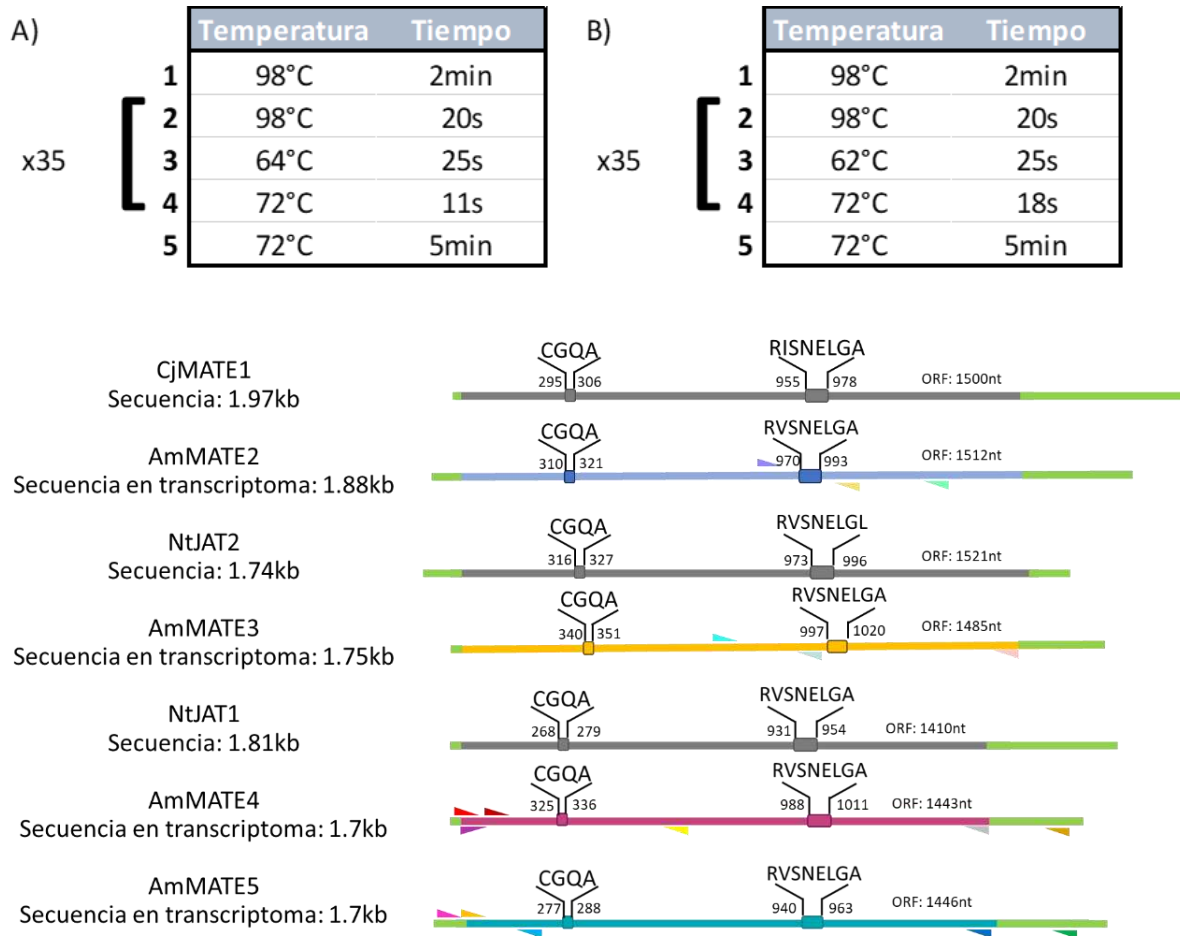 A)
Temperatura Tiempo
1 98°C 2min
2 98°C 20s
x35 3 64°C 25s
4 72°C 11s
5 72°C 5min
B)
Temperatura Tiempo
1 98°C 2min
2 98°C 20s
x35 3 62°C 25s
4 72°C 18s
5 72°C 5min
CjMATE1
Secuencia: 1.97kb
CGQA
295 306
RISNELGA
955 978
ORF: 1500nt
AmMATE2
Secuencia en transcriptoma: 1.88kb
CGQA
310 321
RVSNELGA
970 993
ORF: 1512nt
NtJAT2
Secuencia: 1.74kb
CGQA
316 327
RVSNELGL
973 996
ORF: 1521nt
AmMATE3
Secuencia en transcriptoma: 1.75kb
CGQA
340 351
RVSNELGA
997 1020
ORF: 1485nt
NtJAT1
Secuencia: 1.81kb
CGQA
268 279
RVSNELGA
931 954
ORF: 1410nt
AmMATE4
Secuencia en transcriptoma: 1.7kb
CGQA
325 336
RVSNELGA
988 1011
ORF: 1443nt
AmMATE5
Secuencia en transcriptoma: 1.7kb
CGQA
277 288
RVSNELGA
940 963
ORF: 1446nt